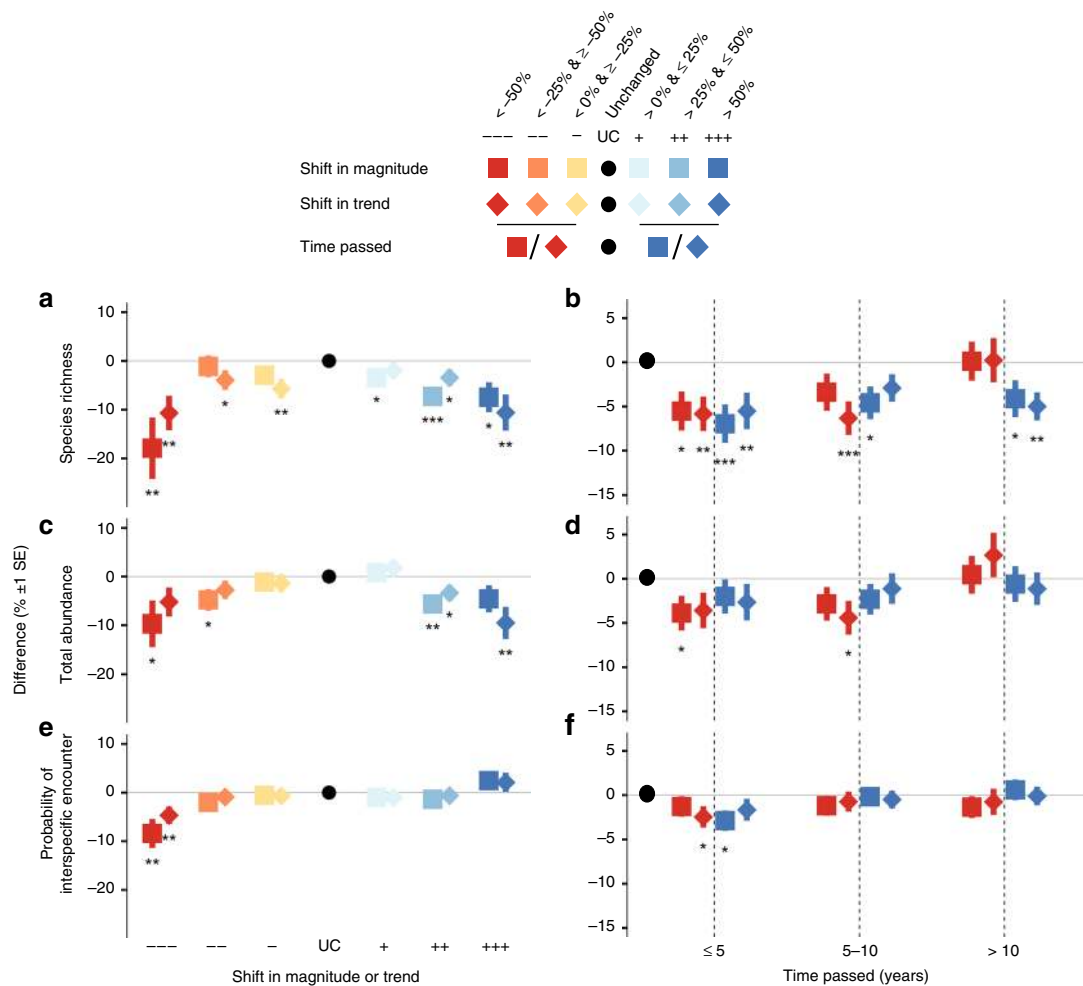 < −50%
< −25% & ≥ −50%
< 0% & ≥ −25%
Unchanged
> 0% & ≤ 25%
> 25% & ≤ 50%
> 50%
−−− −− − UC + ++ +++
Shift in magnitude
Shift in trend
Time passed
/ /
a
10
0
−10
−20
Species richness
** ** * ** * *** * * **
b
5
0
−5
−10
−15
* ** *** ** *** * * **
Difference (% ±1 SE)
c
10
0
−10
−20
Total abundance
* * ** * **
d
5
0
−5
−10
−15
* *
e
10
0
−10
−20
Probability of
interspecific encounter
** **
−−− −− − UC + ++ +++
Shift in magnitude or trend
f
5
0
−5
−10
−15
* *
≤ 5 5–10 > 10
Time passed (years)